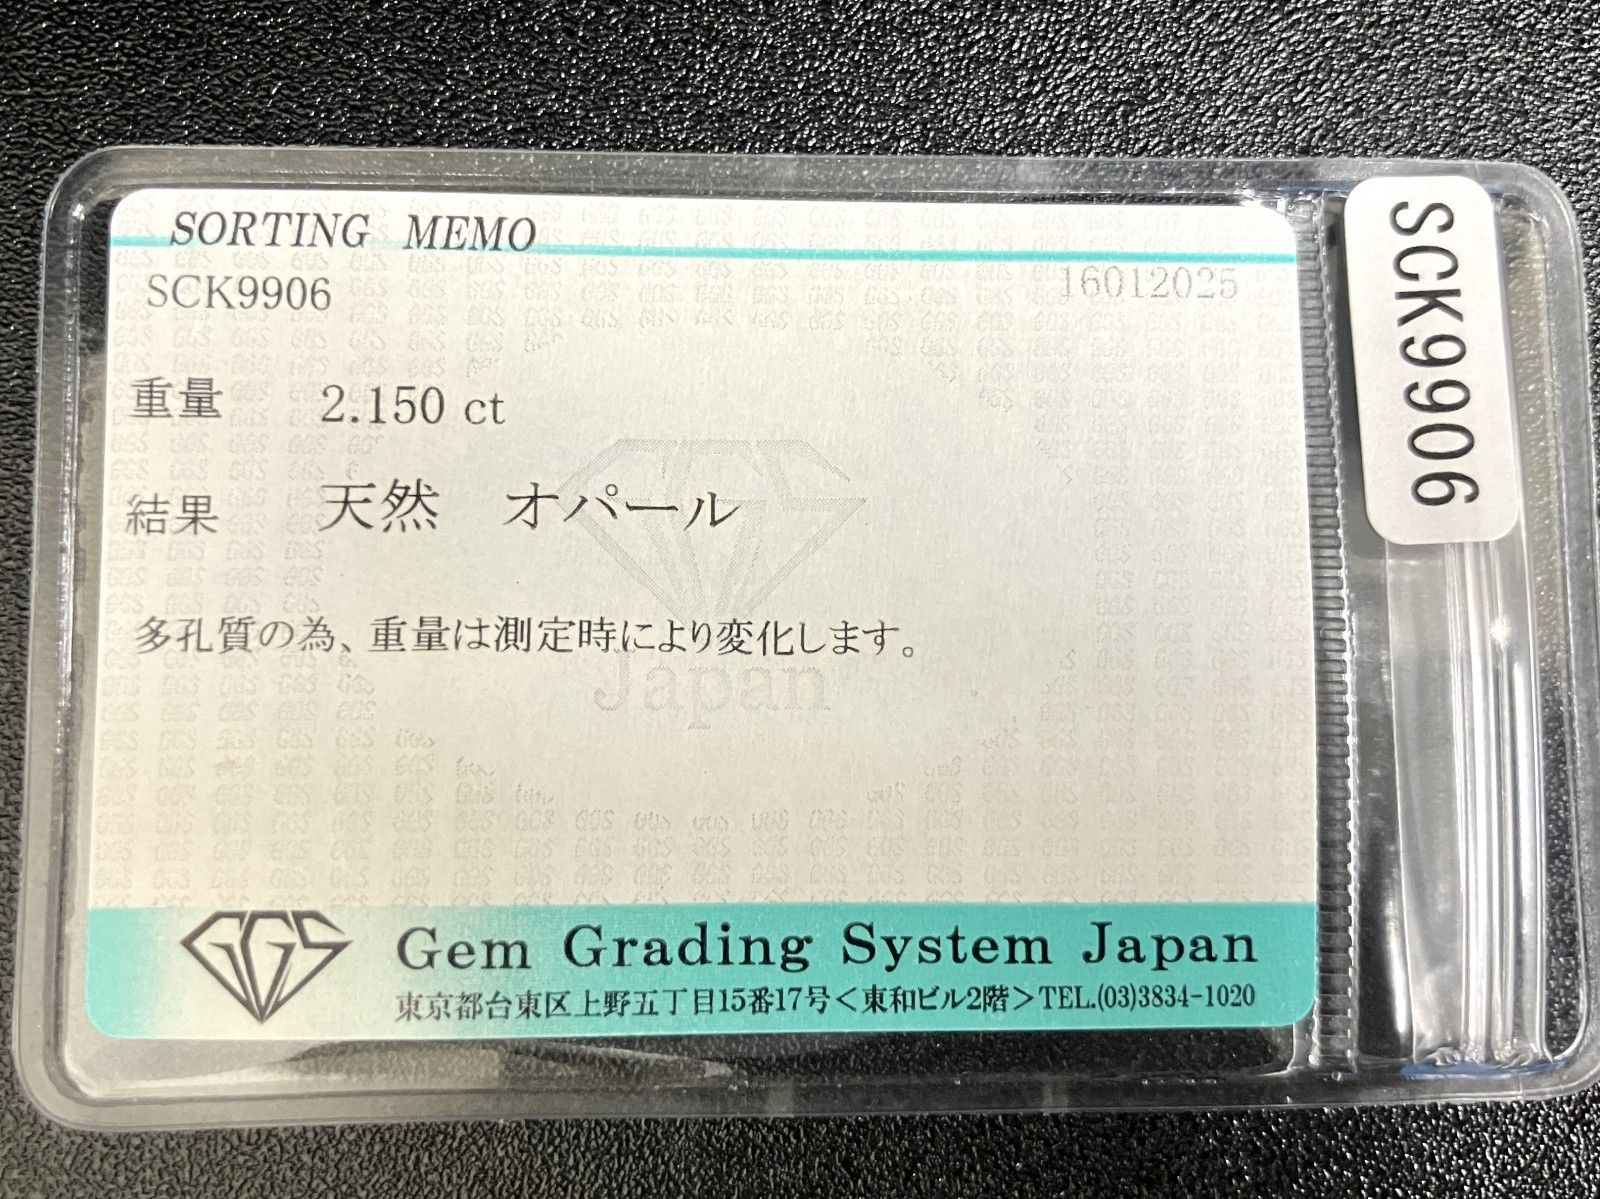 SORTING MEMO
SCK9906
16012025
重量 2.150 ct
結果 天然 オパール
多孔質の為、重量は測定時により変化します。
Japan
GGS
Gem Grading System Japan
東京都台東区上野五丁目15番17号<東和ビル2階>TEL.(03)3834-1020
SCK9906